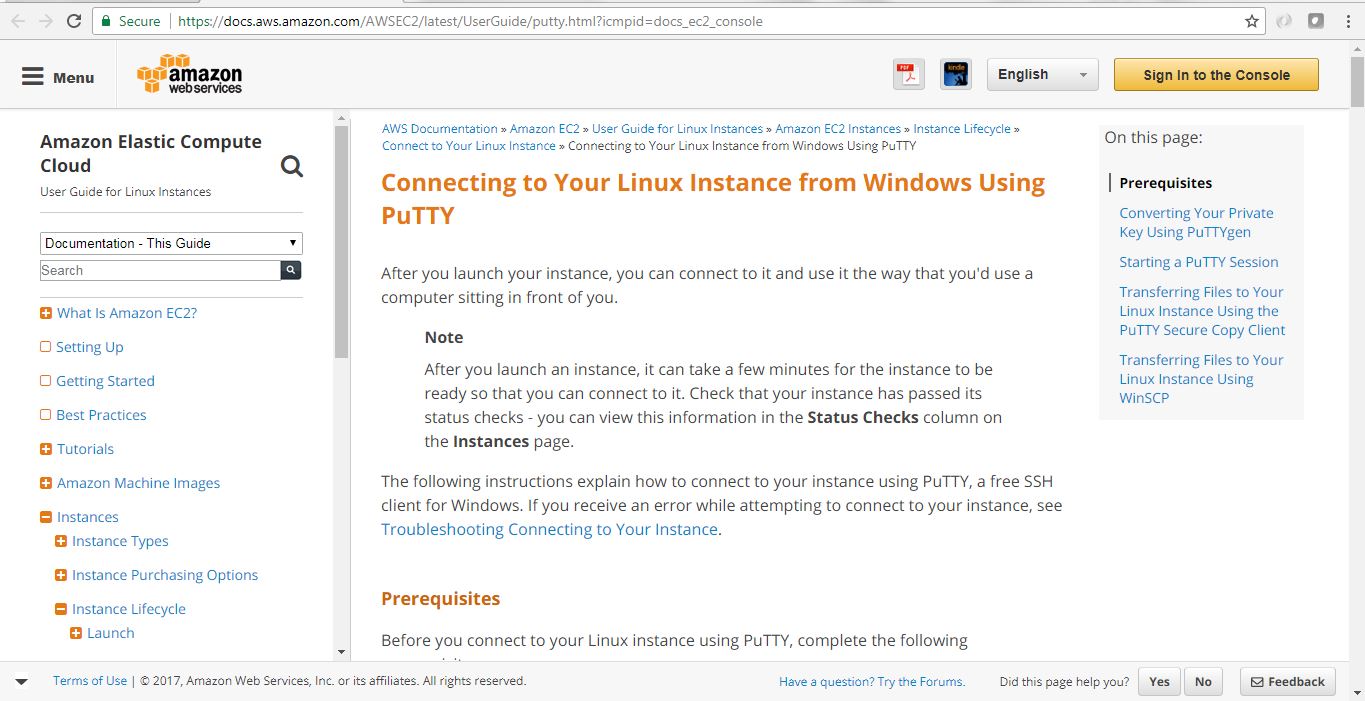 Secure
https://docs.aws.amazon.com/AWSEC2/latest/UserGuide/putty.html?icmpid=docs_ec2_console
Menu
amazon
web services
PDF
kindle
English
Sign In to the Console
Amazon Elastic Compute
Cloud
User Guide for Linux Instances
Documentation - This Guide
Search
What Is Amazon EC2?
Setting Up
Getting Started
Best Practices
Tutorials
Amazon Machine Images
Instances
Instance Types
Instance Purchasing Options
Instance Lifecycle
Launch
AWS Documentation » Amazon EC2 » User Guide for Linux Instances » Amazon EC2 Instances » Instance Lifecycle »
Connect to Your Linux Instance » Connecting to Your Linux Instance from Windows Using PuTTY
Connecting to Your Linux Instance from Windows Using
PuTTY
After you launch your instance, you can connect to it and use it the way that you'd use a
computer sitting in front of you.
Note
After you launch an instance, it can take a few minutes for the instance to be
ready so that you can connect to it. Check that your instance has passed its
status checks - you can view this information in the Status Checks column on
the Instances page.
The following instructions explain how to connect to your instance using PuTTY, a free SSH
client for Windows. If you receive an error while attempting to connect to your instance, see
Troubleshooting Connecting to Your Instance.
Prerequisites
Before you connect to your Linux instance using PuTTY, complete the following
On this page:
Prerequisites
Converting Your Private
Key Using PuTTYgen
Starting a PuTTY Session
Transferring Files to Your
Linux Instance Using the
PuTTY Secure Copy Client
Transferring Files to Your
Linux Instance Using
WinSCP
Terms of Use | © 2017, Amazon Web Services, Inc. or its affiliates. All rights reserved.
Have a question? Try the Forums.
Did this page help you?
Yes
No
Feedback